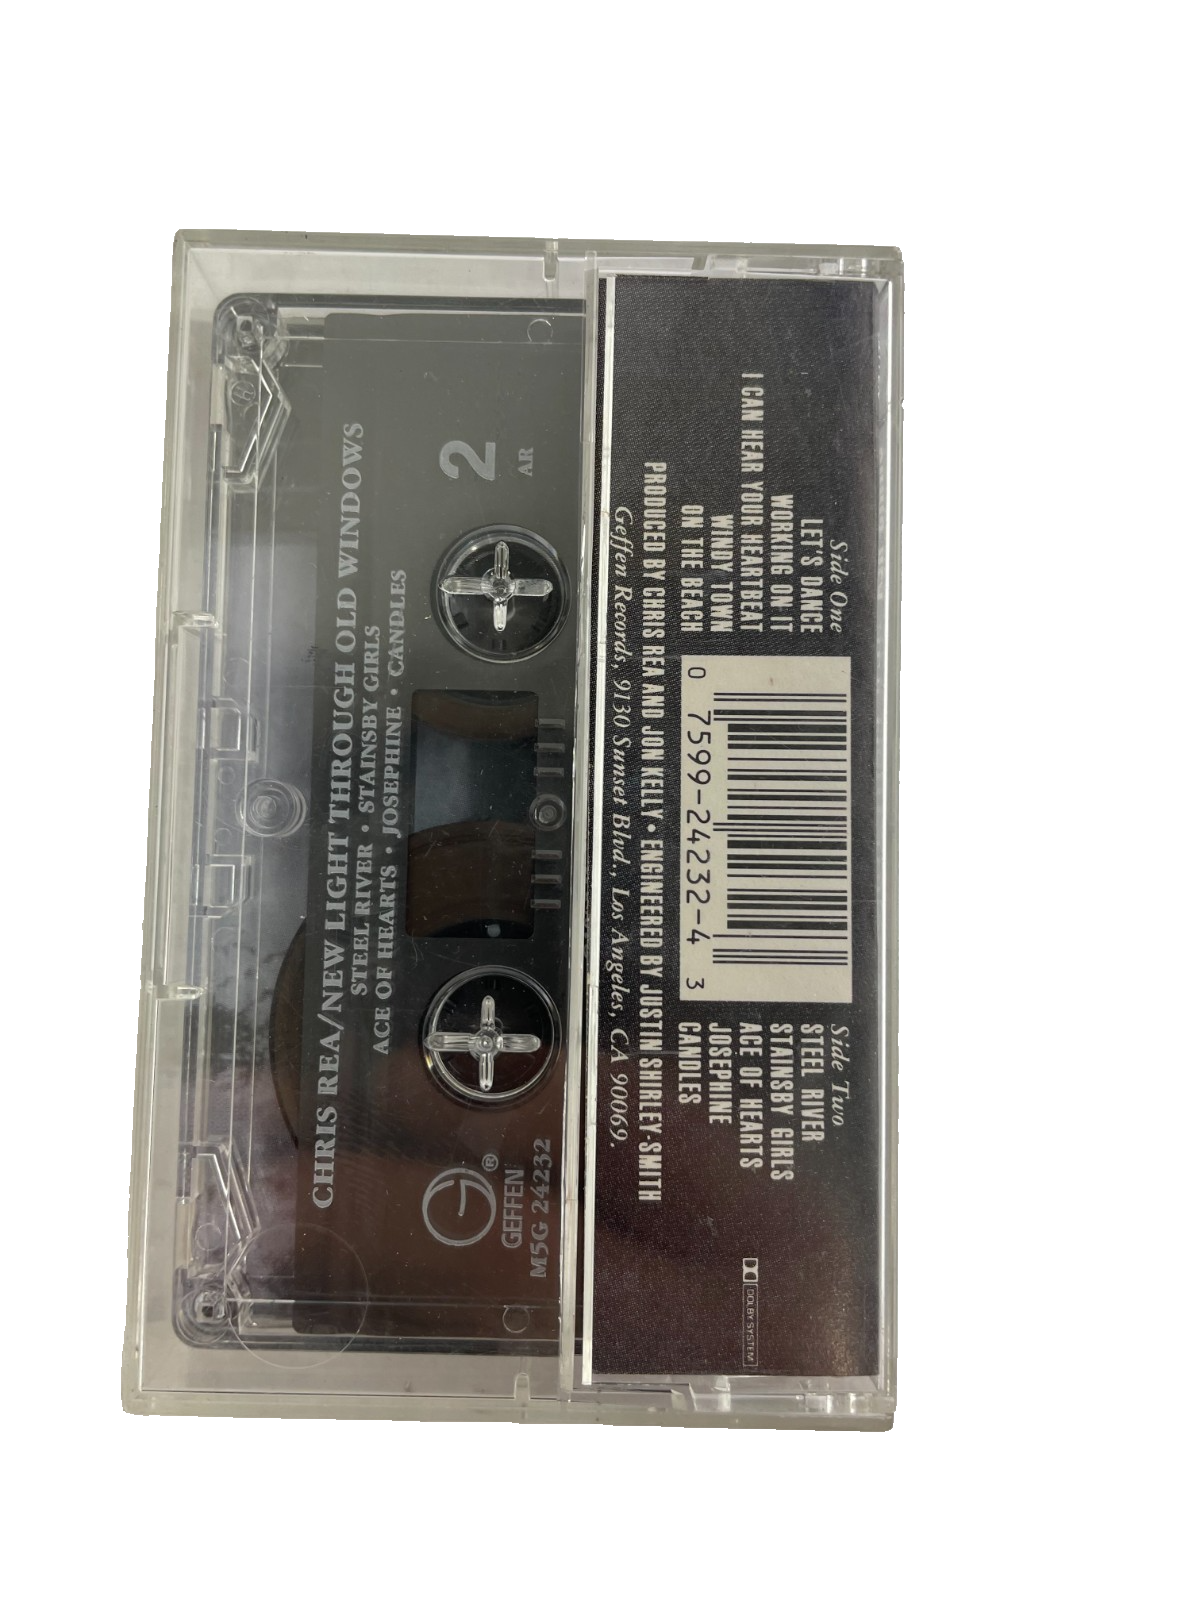 CHRIS REA/NEW LIGHT THROUGH OLD WINDOWS
STEEL RIVER • STAINSBY GIRLS
ACE OF HEARTS • JOSEPHINE • CANDLES
2
AR
GEFFEN®
M5G 24232
Side One
LET'S DANCE
WORKING ON IT
I CAN HEAR YOUR HEARTBEAT
WINDY TOWN
ON THE BEACH
0 7599-24232-4 3
Side Two
STEEL RIVER
STAINSBY GIRLS
ACE OF HEARTS
JOSEPHINE
CANDLES
PRODUCED BY CHRIS REA AND JON KELLY • ENGINEERED BY JUSTIN SHIRLEY-SMITH
Geffen Records, 9130 Sunset Blvd., Los Angeles, CA 90069.
DOLBY SYSTEM